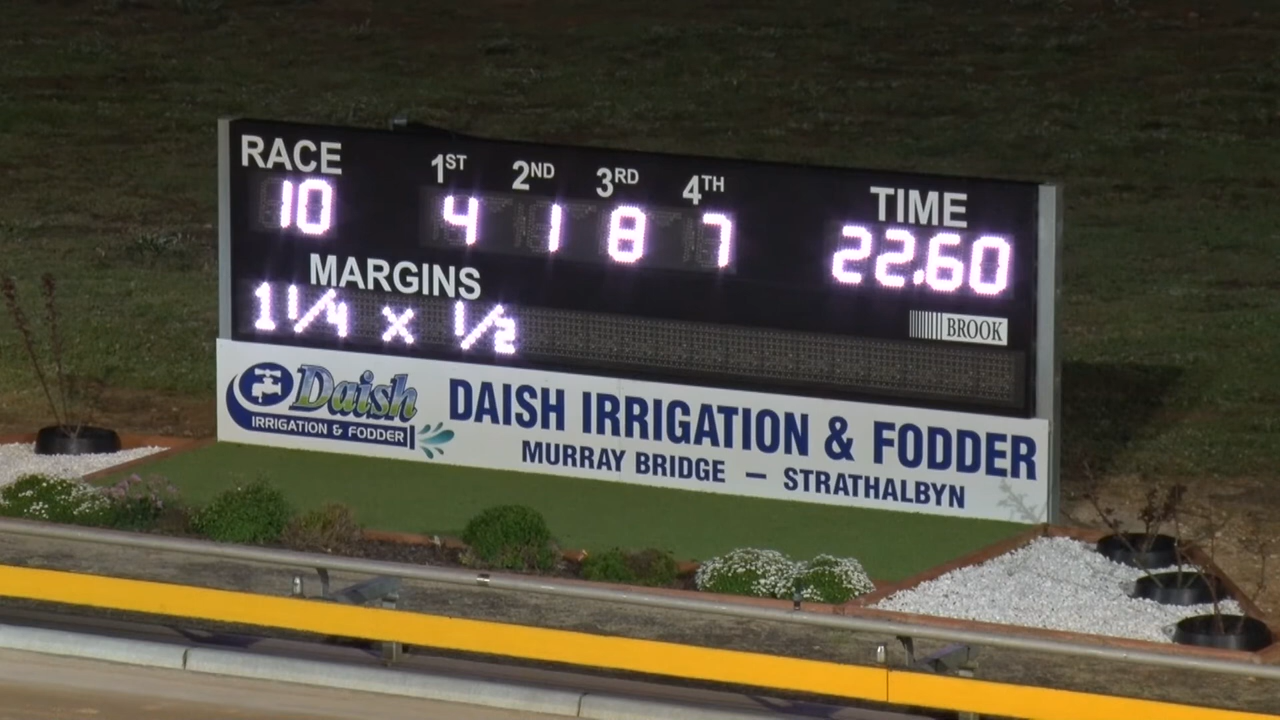 RACE 1ST 2ND 3RD 4TH TIME
10 4 1 8 7 22.60
MARGINS
1 1/4 x 1/2
BROOK
Daish
IRRIGATION & FODDER
DAISH IRRIGATION & FODDER
MURRAY BRIDGE – STRATHALBYN